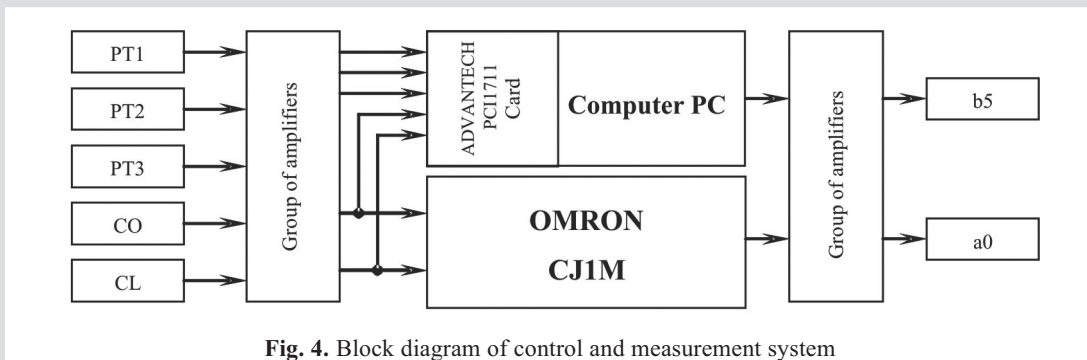 PT1
PT2
PT3
CO
CL
Group of amplifiers
ADVANTECH
PCI1711
Card
Computer PC
OMRON
CJ1M
Group of amplifiers
b5
a0
Fig. 4. Block diagram of control and measurement system